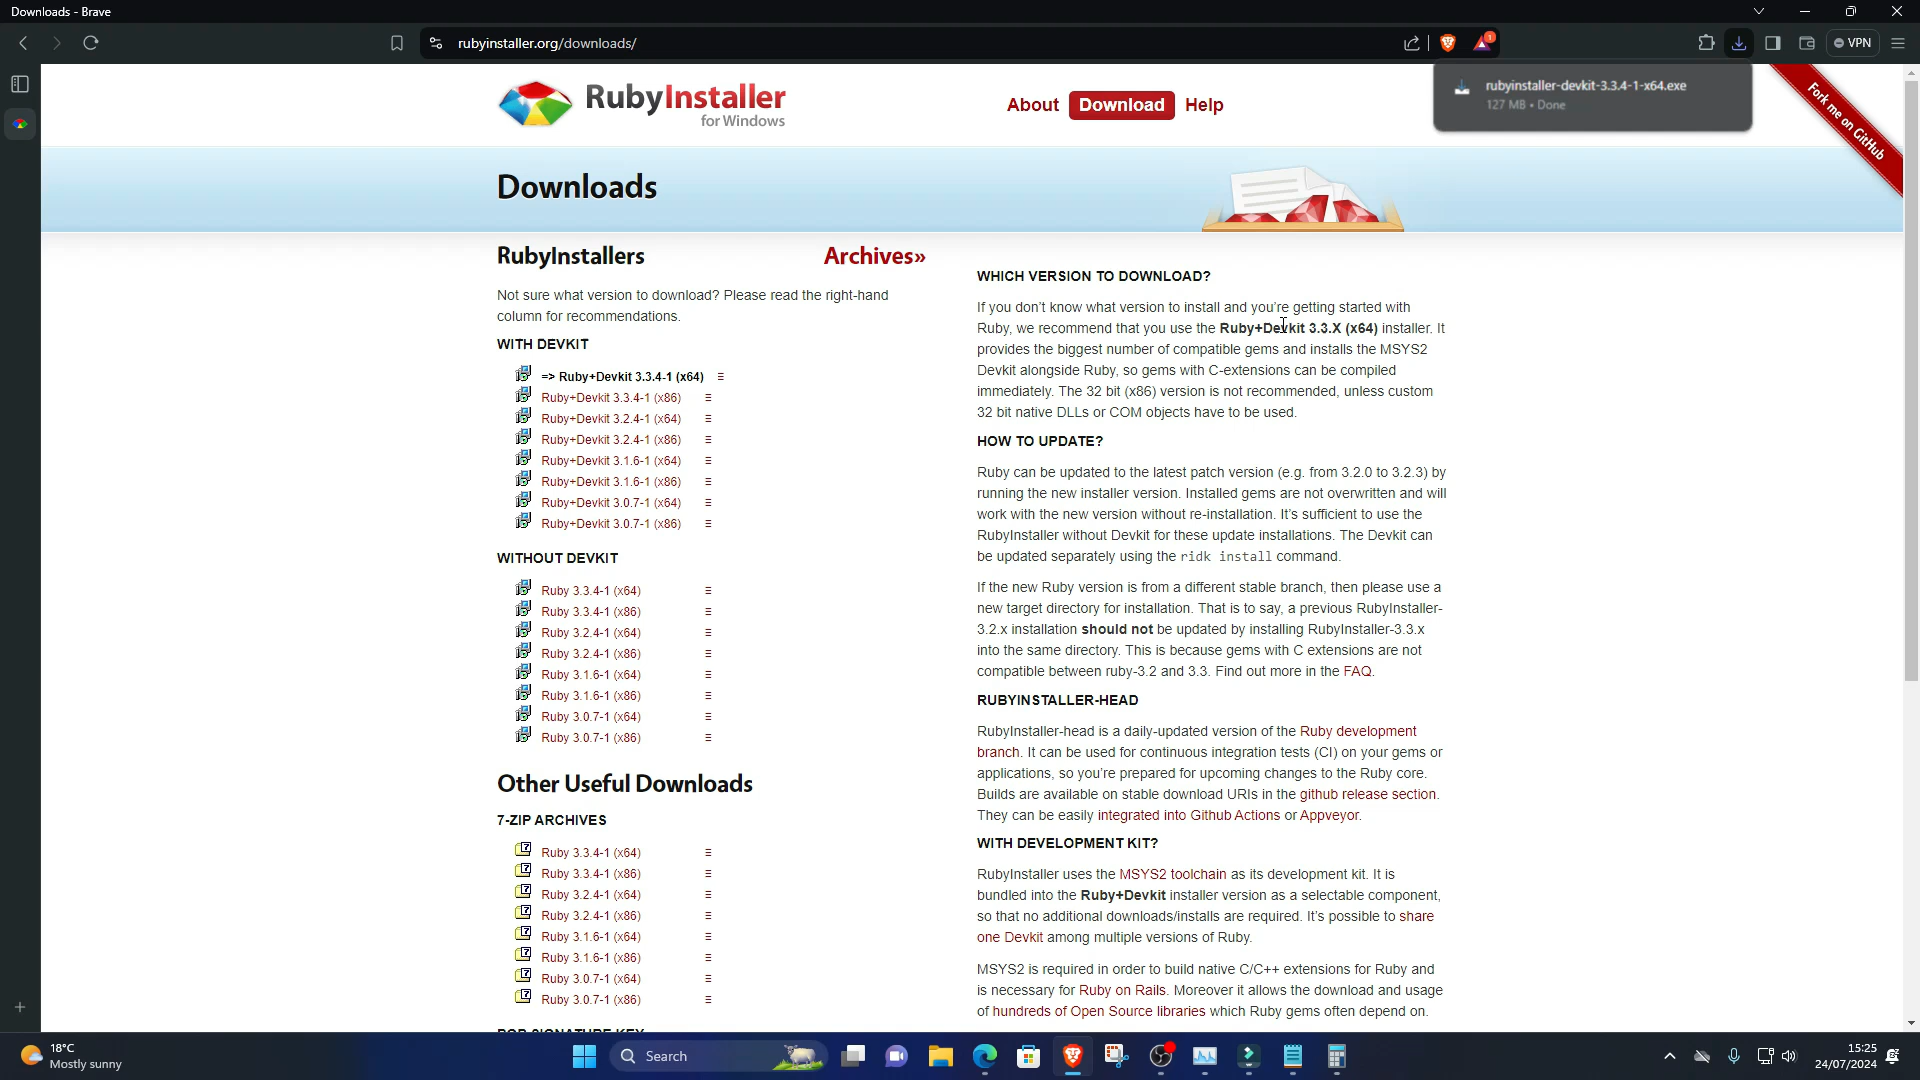 Downloads - Brave
rubyinstaller.org/downloads/
1
VPN
rubyinstaller-devkit-3.3.4-1-x64.exe
127 MB • Done
Fork me on GitHub
RubyInstaller
for Windows
About Download Help
Downloads
RubyInstallers Archives»
Not sure what version to download? Please read the right-hand
column for recommendations.
WITH DEVKIT
=> Ruby+Devkit 3.3.4-1 (x64)
Ruby+Devkit 3.3.4-1 (x86)
Ruby+Devkit 3.2.4-1 (x64)
Ruby+Devkit 3.2.4-1 (x86)
Ruby+Devkit 3.1.6-1 (x64)
Ruby+Devkit 3.1.6-1 (x86)
Ruby+Devkit 3.0.7-1 (x64)
Ruby+Devkit 3.0.7-1 (x86)
WITHOUT DEVKIT
Ruby 3.3.4-1 (x64)
Ruby 3.3.4-1 (x86)
Ruby 3.2.4-1 (x64)
Ruby 3.2.4-1 (x86)
Ruby 3.1.6-1 (x64)
Ruby 3.1.6-1 (x86)
Ruby 3.0.7-1 (x64)
Ruby 3.0.7-1 (x86)
Other Useful Downloads
7-ZIP ARCHIVES
Ruby 3.3.4-1 (x64)
Ruby 3.3.4-1 (x86)
Ruby 3.2.4-1 (x64)
Ruby 3.2.4-1 (x86)
Ruby 3.1.6-1 (x64)
Ruby 3.1.6-1 (x86)
Ruby 3.0.7-1 (x64)
Ruby 3.0.7-1 (x86)
WHICH VERSION TO DOWNLOAD?
If you don't know what version to install and you're getting started with
Ruby, we recommend that you use the Ruby+Devkit 3.3.X (x64) installer. It
provides the biggest number of compatible gems and installs the MSYS2
Devkit alongside Ruby, so gems with C-extensions can be compiled
immediately. The 32 bit (x86) version is not recommended, unless custom
32 bit native DLLs or COM objects have to be used.
HOW TO UPDATE?
Ruby can be updated to the latest patch version (e.g. from 3.2.0 to 3.2.3) by
running the new installer version. Installed gems are not overwritten and will
work with the new version without re-installation. It's sufficient to use the
RubyInstaller without Devkit for these update installations. The Devkit can
be updated separately using the ridk install command.
If the new Ruby version is from a different stable branch, then please use a
new target directory for installation. That is to say, a previous RubyInstaller-
3.2.x installation should not be updated by installing RubyInstaller-3.3.x
into the same directory. This is because gems with C extensions are not
compatible between ruby-3.2 and 3.3. Find out more in the FAQ.
RUBYINSTALLER-HEAD
RubyInstaller-head is a daily-updated version of the Ruby development
branch. It can be used for continuous integration tests (CI) on your gems or
applications, so you're prepared for upcoming changes to the Ruby core.
Builds are available on stable download URIs in the github release section.
They can be easily integrated into Github Actions or Appveyor.
WITH DEVELOPMENT KIT?
RubyInstaller uses the MSYS2 toolchain as its development kit. It is
bundled into the Ruby+Devkit installer version as a selectable component,
so that no additional downloads/installs are required. It's possible to share
one Devkit among multiple versions of Ruby.
MSYS2 is required in order to build native C/C++ extensions for Ruby and
is necessary for Ruby on Rails. Moreover it allows the download and usage
of hundreds of Open Source libraries which Ruby gems often depend on.
18°C
Mostly sunny
Search
15:25
24/07/2024